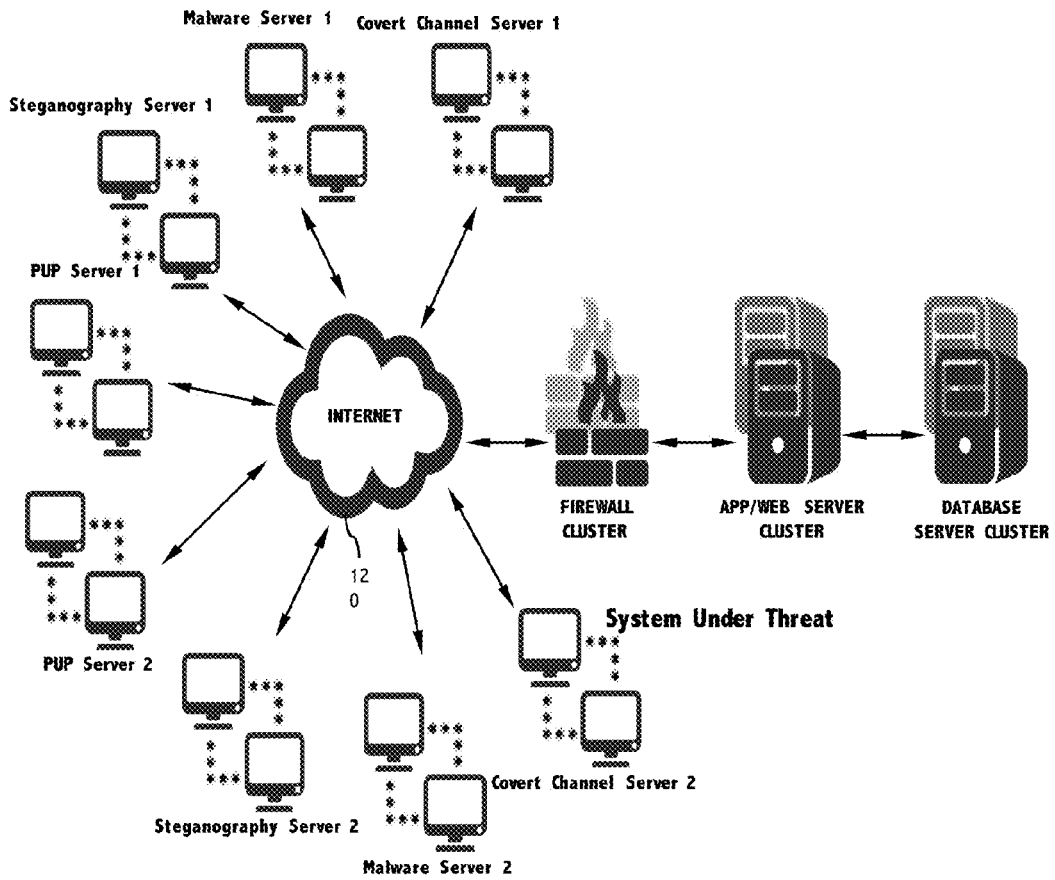 Malware Server 1
Covert Channel Server 1
Steganography Server 1
PUP Server 1
INTERNET
FIREWALL
CLUSTER
APP/WEB SERVER
CLUSTER
DATABASE
SERVER CLUSTER
12
0
System Under Threat
PUP Server 2
Covert Channel Server 2
Steganography Server 2
Malware Server 2